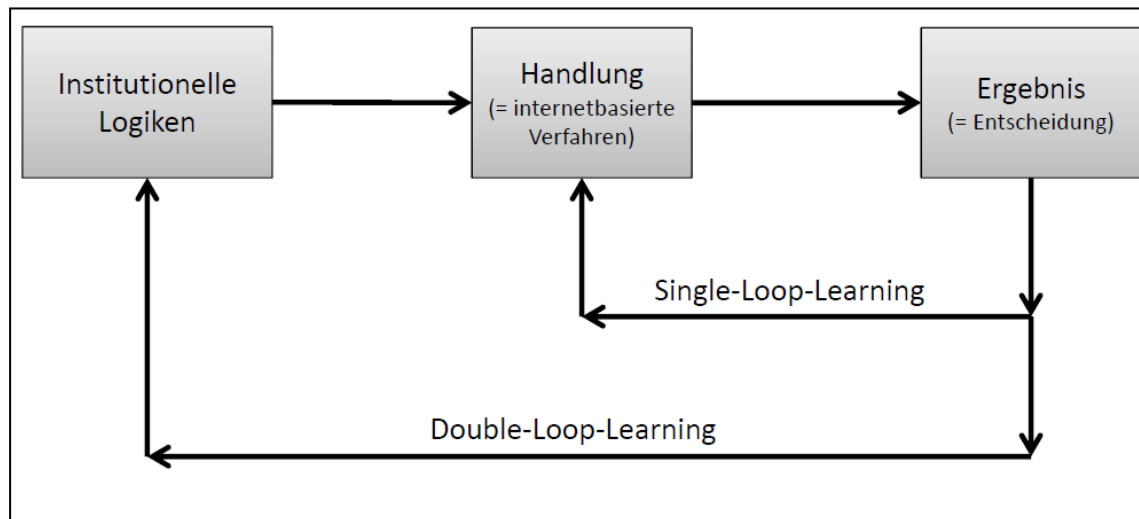 Institutionelle
Logiken
Handlung
(= internetbasierte
Verfahren)
Ergebnis
(= Entscheidung)
Single-Loop-Learning
Double-Loop-Learning